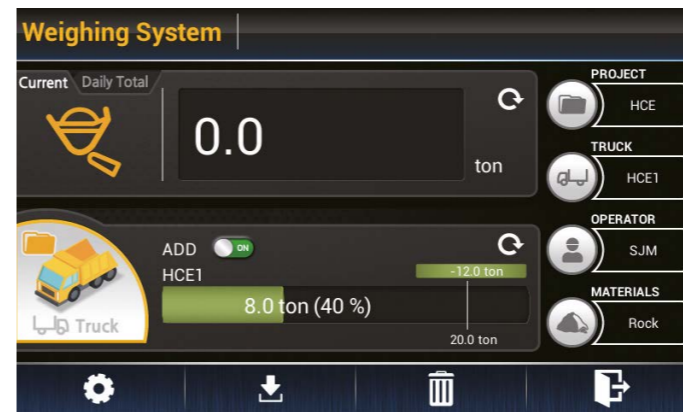 Weighing System
Current Daily Total
0.0
ton
ADD ON
HCE1
-12.0 ton
8.0 ton (40 %)
20.0 ton
Truck
PROJECT
HCE
TRUCK
HCE1
OPERATOR
SJM
MATERIALS
Rock